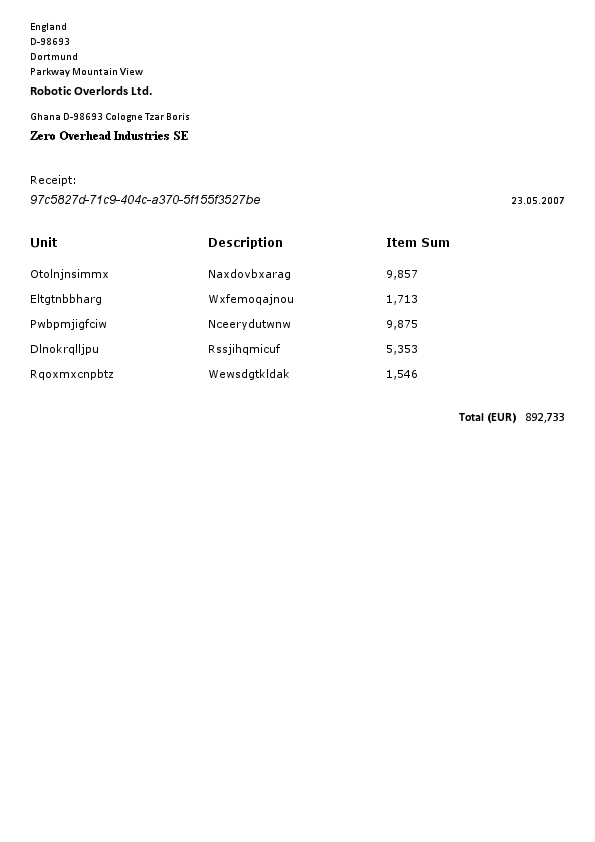 England
D-98693
Dortmund
Parkway Mountain View
Robotic Overlords Ltd.
Ghana D-98693 Cologne Tzar Boris
Zero Overhead Industries SE
Receipt:
97c5827d-71c9-404c-a370-5f155f3527be 23.05.2007
Unit Description Item Sum
Otolnjnsimmx Naxdovbxarag 9,857
Eltgtnbbharg Wxfemoqajnou 1,713
Pwbpmjigfciw Nceerydutwnw 9,875
Dlnokrqlljpu Rssjihqmicuf 5,353
Rqoxmxcnpbtz Wewsdgtkldak 1,546
Total (EUR) 892,733